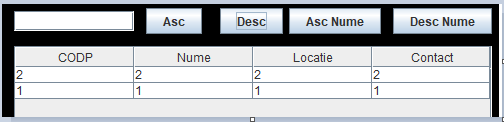 Asc Desc Asc Nume Desc Nume
CODP Nume Locatie Contact
2 2 2 2
1 1 1 1